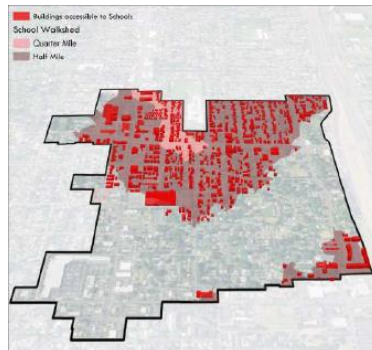 Buildings accessible to Schools
School Walkshed
Quarter Mile
Half Mile